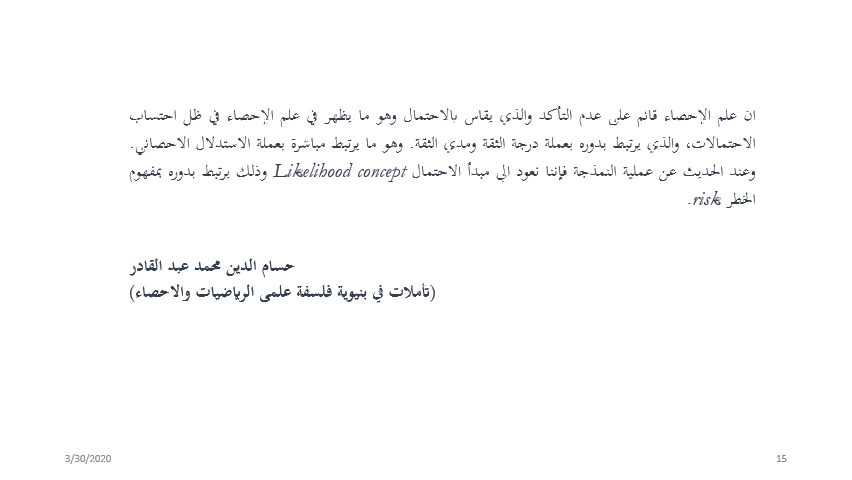 ان علم الإحصاء قائم على عدم التأكد والذي يقاس بالاحتمال وهو ما يظهر في علم الإحصاء في ظل احتساب
الاحتمالات، والذي يرتبط بدوره بعملة درجة الثقة ومدي الثقة. وهو ما يرتبط مباشرة بعملة الاستدلال الاحصائي.
وعند الحديث عن عملية النمذجة فإننا نعود الي مبدأ الاحتمال Likelihood concept وذلك يرتبط بدوره بمفهوم
الخطر risk.
حسام الدين محمد عبد القادر
(تأملات في بنيوية فلسفة علمى الرياضيات والاحصاء)
3/30/2020
15